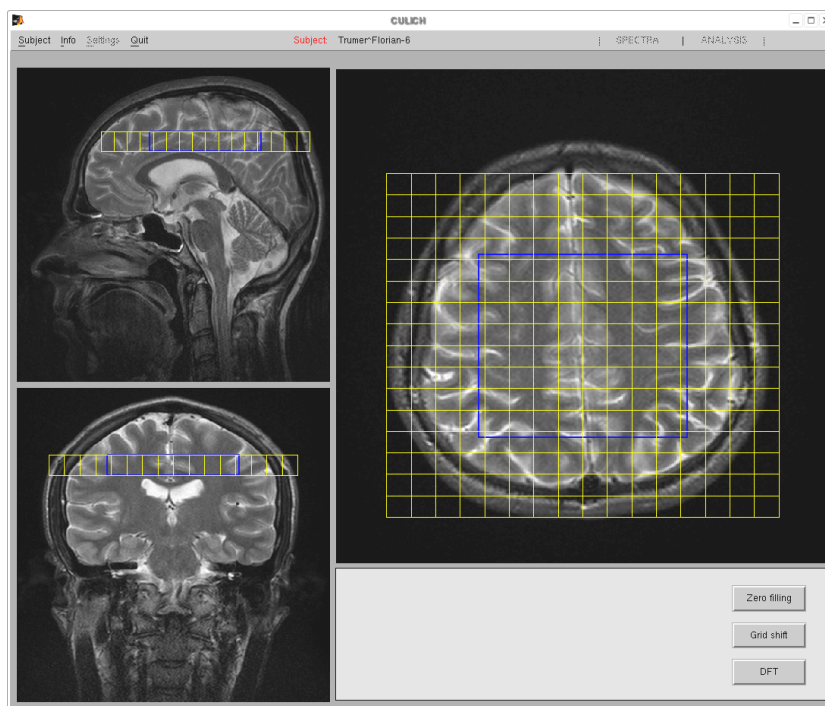 CULICH
Subject Info Settings Quit Subject: Trumer^Florian-6 | SPECTRA | ANALYSIS |
Zero filling
Grid shift
DFT